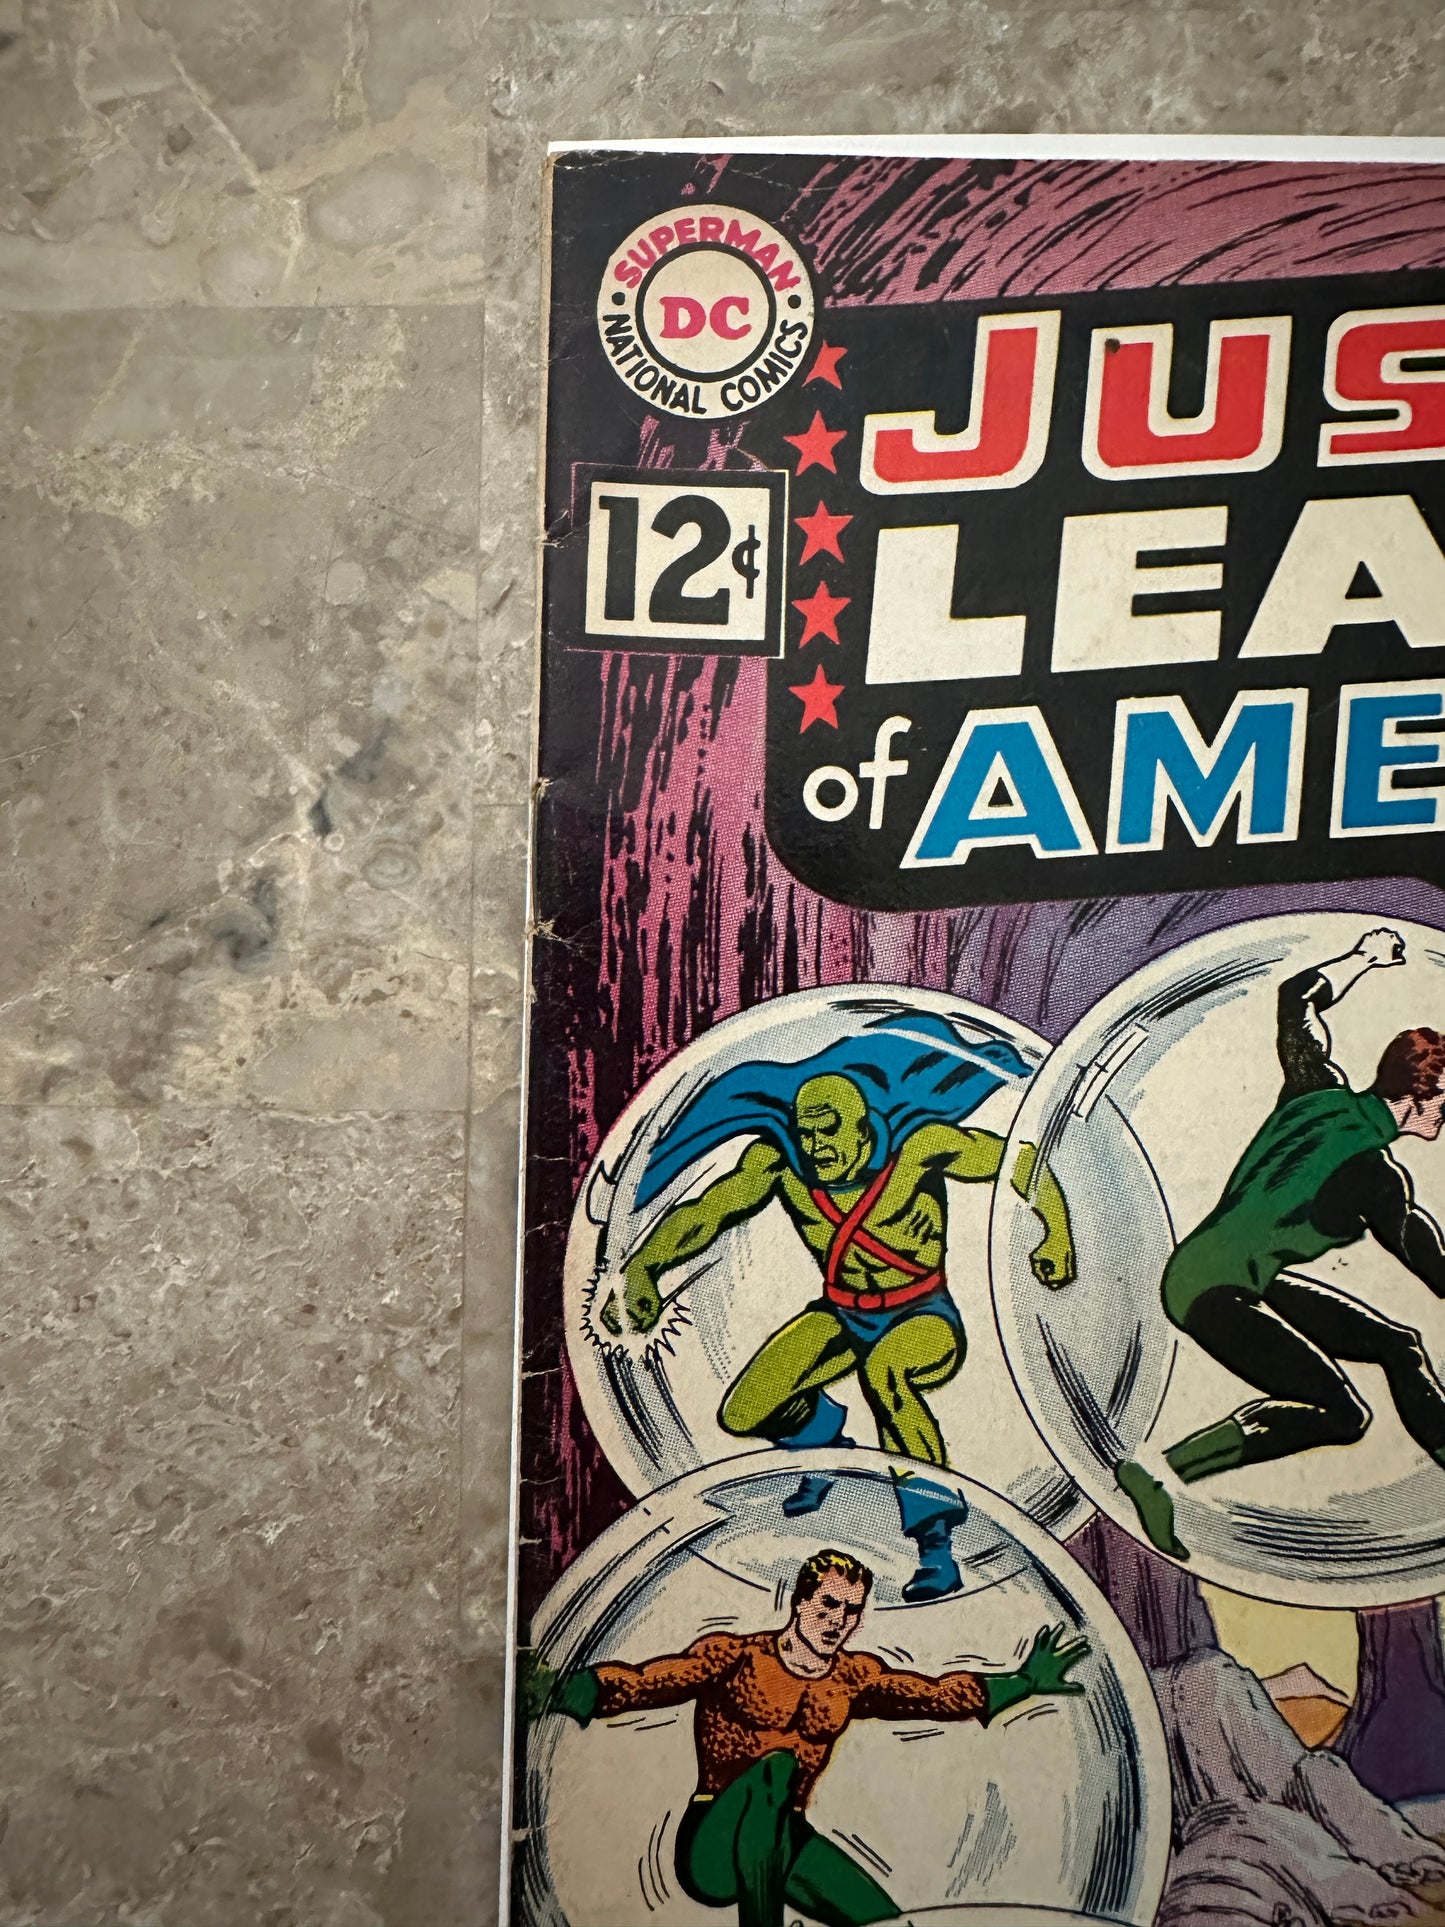 SUPERMAN
DC
NATIONAL COMICS
12¢
JUS
LEA
of AME